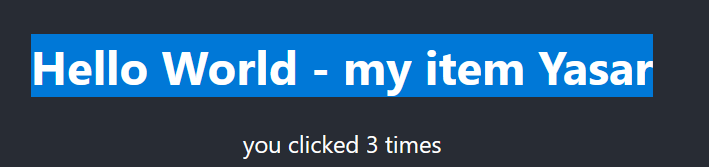 Hello World - my item Yasar
you clicked 3 times